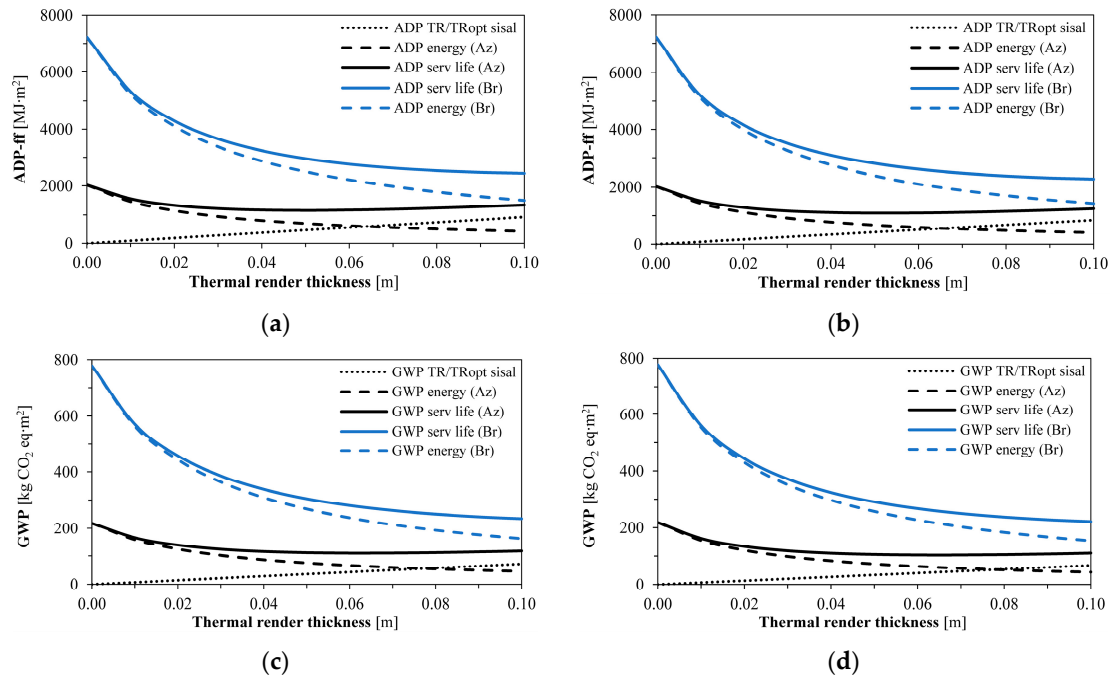 8000
6000
4000
2000
0
ADP-ff [MJ·m²]
ADP TR/TRopt sisal
ADP energy (Az)
ADP serv life (Az)
ADP serv life (Br)
ADP energy (Br)
0.00 0.02 0.04 0.06 0.08 0.10
Thermal render thickness [m]
(a)
8000
6000
4000
2000
0
ADP-ff [MJ·m²]
ADP TR/TRopt sisal
ADP energy (Az)
ADP serv life (Az)
ADP serv life (Br)
ADP energy (Br)
0.00 0.02 0.04 0.06 0.08 0.10
Thermal render thickness [m]
(b)
800
600
400
200
0
GWP [kg CO₂ eq·m²]
GWP TR/TRopt sisal
GWP energy (Az)
GWP serv life (Az)
GWP serv life (Br)
GWP energy (Br)
0.00 0.02 0.04 0.06 0.08 0.10
Thermal render thickness [m]
(c)
800
600
400
200
0
GWP [kg CO₂ eq·m²]
GWP TR/TRopt sisal
GWP energy (Az)
GWP serv life (Az)
GWP serv life (Br)
GWP energy (Br)
0.00 0.02 0.04 0.06 0.08 0.10
Thermal render thickness [m]
(d)